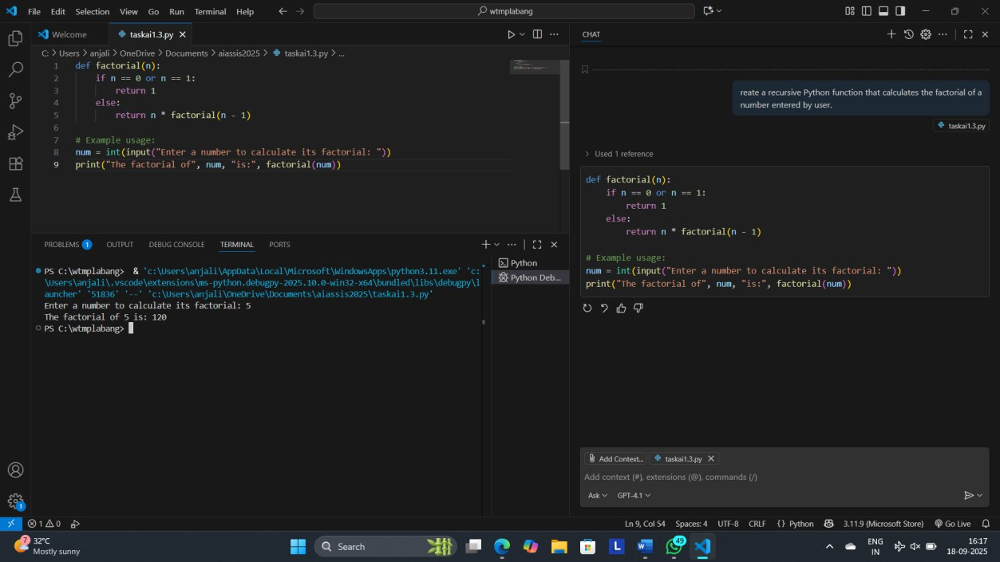 File Edit Selection View Go Run Terminal Help
wtmplabang
Welcome
taskai1.3.py
C: > Users > anjali > OneDrive > Documents > aiassis2025 > taskai1.3.py > ...
1 def factorial(n):
2 if n == 0 or n == 1:
3 return 1
4 else:
5 return n * factorial(n - 1)
6
7 # Example usage:
8 num = int(input("Enter a number to calculate its factorial: "))
9 print("The factorial of", num, "is:", factorial(num))
PROBLEMS 1 OUTPUT DEBUG CONSOLE TERMINAL PORTS
PS C:\wtmplabang> & 'c:\Users\anjali\AppData\Local\Microsoft\WindowsApps\python3.11.exe' 'c:
\Users\anjali\.vscode\extensions\ms-python.debugpy-2025.10.0-win32-x64\bundled\libs\debugpy\l
auncher' '51836' '--' 'c:\Users\anjali\OneDrive\Documents\aiassis2025\taskai1.3.py'
Enter a number to calculate its factorial: 5
The factorial of 5 is: 120
PS C:\wtmplabang>
Python
Python Deb...
CHAT
reate a recursive Python function that calculates the factorial of a
number entered by user.
taskai1.3.py
> Used 1 reference
def factorial(n):
if n == 0 or n == 1:
return 1
else:
return n * factorial(n - 1)
# Example usage:
num = int(input("Enter a number to calculate its factorial: "))
print("The factorial of", num, "is:", factorial(num))
Add Context... taskai1.3.py
Add context (#), extensions (@), commands (/)
Ask GPT-4.1
1 0
Ln 9, Col 54 Spaces: 4 UTF-8 CRLF {} Python 3.11.9 (Microsoft Store) Go Live
1
7
32°C
Mostly sunny
Search
L
W
49
ENG
IN
16:17
18-09-2025